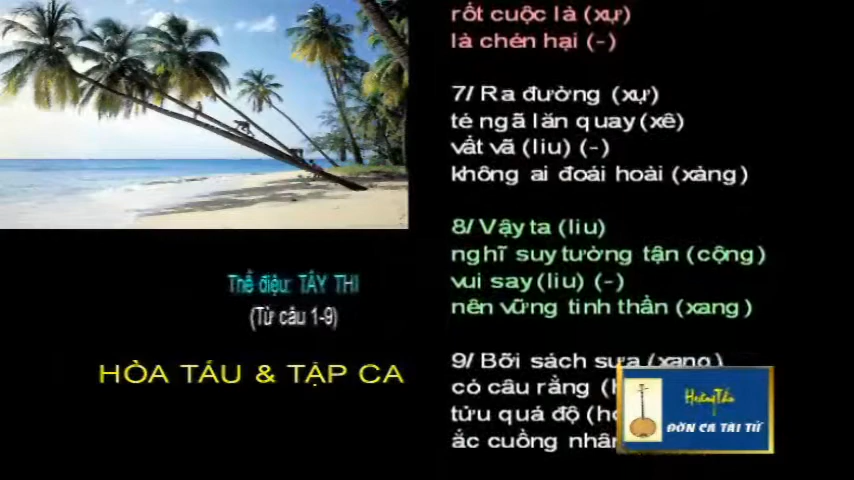 rốt cuộc là (xự)
là chén hại (-)
7/ Ra đường (xự)
té ngã lăn quay (xê)
vật vã (liu) (-)
không ai đoái hoài (xàng)
8/ Vậy ta (liu)
nghĩ suy tường tận (cộng)
vui say (liu) (-)
nên vững tinh thần (xang)
9/ Bỡi sách sưa (xang)
có câu rằng (h
tửu quá độ (hò
ắc cuồng nhân
Thể điệu: TÂY THI
(Từ câu 1-9)
HÒA TẤU & TẬP CA
ĐỜN CA TÀI TỬ